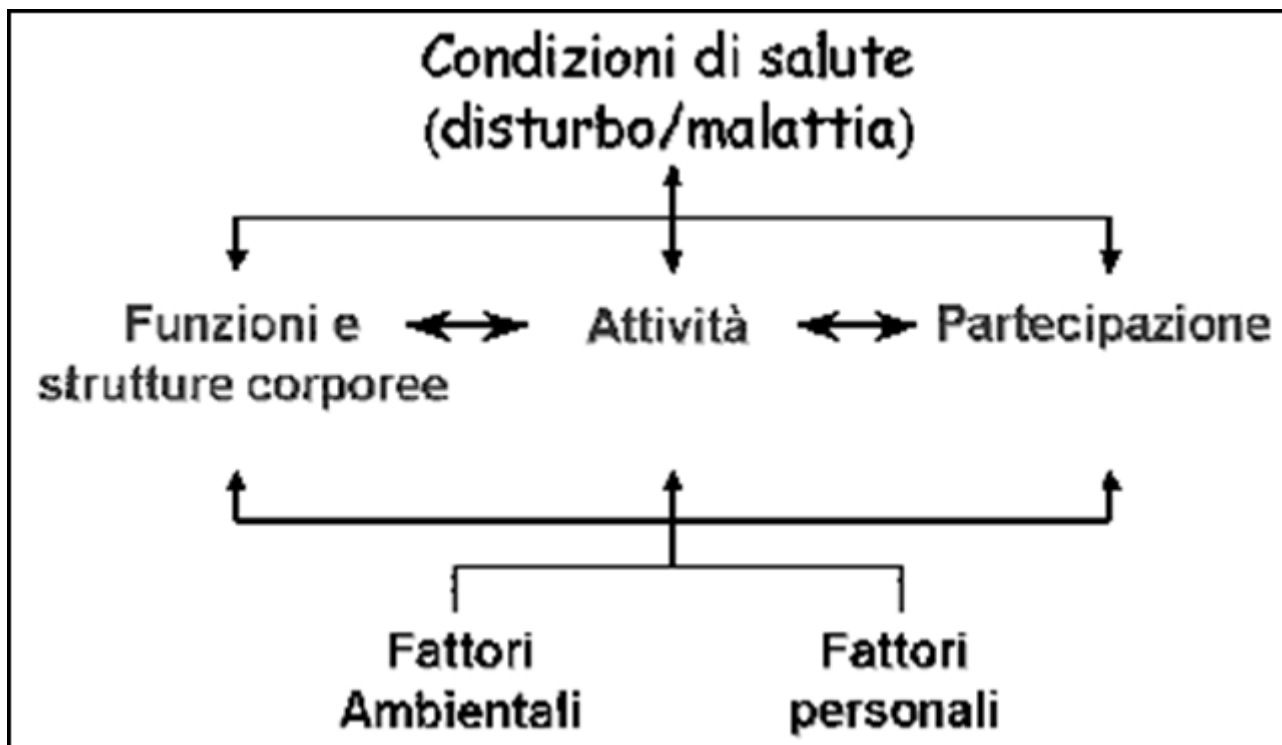 Condizioni di salute
(disturbo/malattia)
Funzioni e
strutture corporee
Attività
Partecipazione
Fattori
Ambientali
Fattori
personali